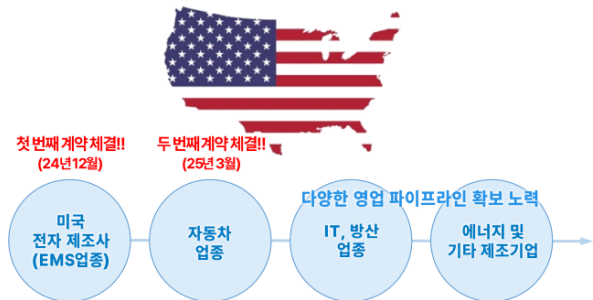 첫 번째 계약 체결!!
(24년 12월)
두 번째 계약 체결!!
(25년 3월)
다양한 영업 파이프라인 확보 노력
미국
전자 제조사
(EMS업종)
자동차
업종
IT, 방산
업종
에너지 및
기타 제조기업